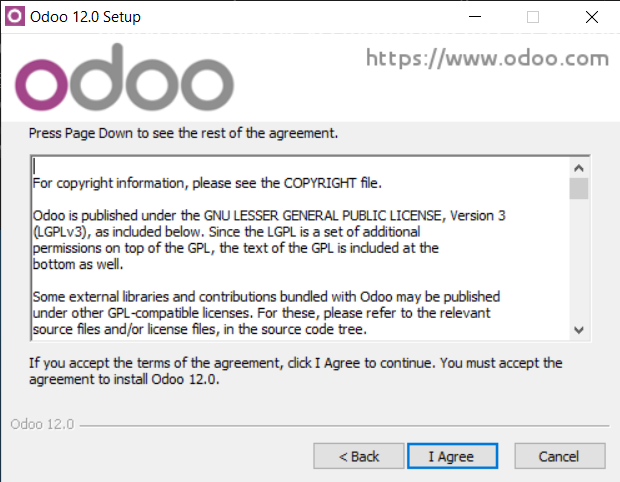 Odoo 12.0 Setup
odoo
https://www.odoo.com
Press Page Down to see the rest of the agreement.
For copyright information, please see the COPYRIGHT file.
Odoo is published under the GNU LESSER GENERAL PUBLIC LICENSE, Version 3
(LGPLv3), as included below. Since the LGPL is a set of additional
permissions on top of the GPL, the text of the GPL is included at the
bottom as well.
Some external libraries and contributions bundled with Odoo may be published
under other GPL-compatible licenses. For these, please refer to the relevant
source files and/or license files, in the source code tree.
If you accept the terms of the agreement, click I Agree to continue. You must accept the
agreement to install Odoo 12.0.
Odoo 12.0
< Back
I Agree
Cancel